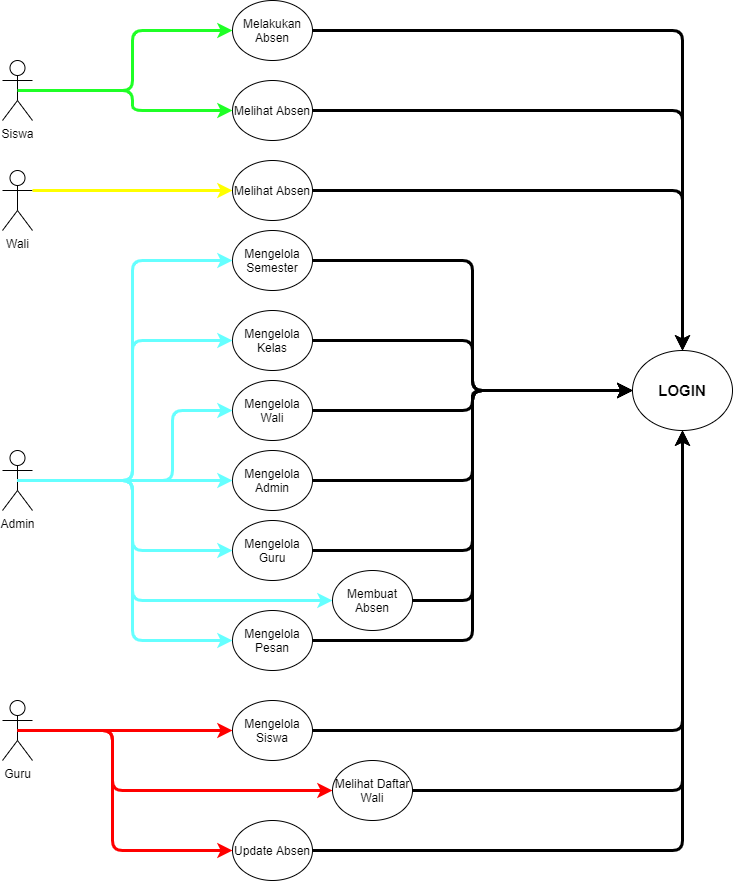 Melakukan
Absen
Siswa
Melihat Absen
Wali
Melihat Absen
Mengelola
Semester
Mengelola
Kelas
LOGIN
Mengelola
Wali
Admin
Mengelola
Admin
Mengelola
Guru
Membuat
Absen
Mengelola
Pesan
Guru
Mengelola
Siswa
Melihat Daftar
Wali
Update Absen